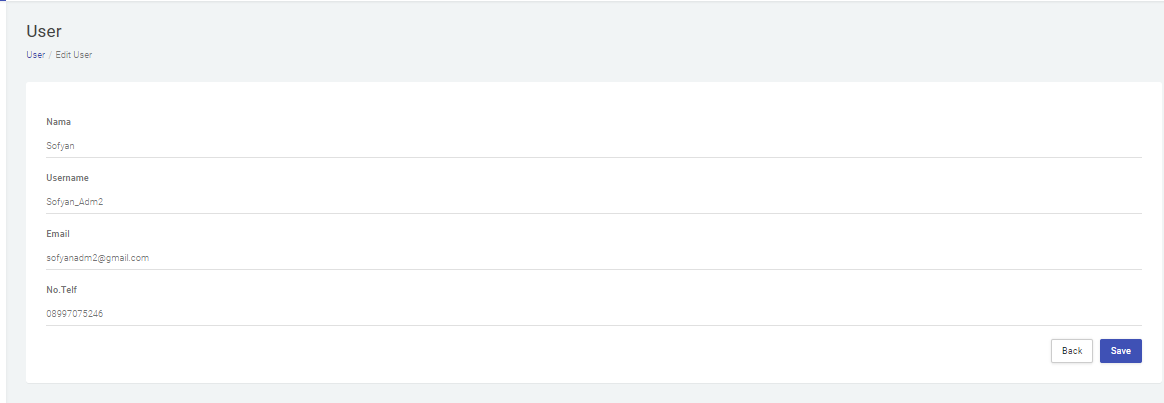 User
User / Edit User
Nama
Sofyan
Username
Sofyan_Adm2
Email
sofyanadm2@gmail.com
No.Telf
08997075246
Back Save